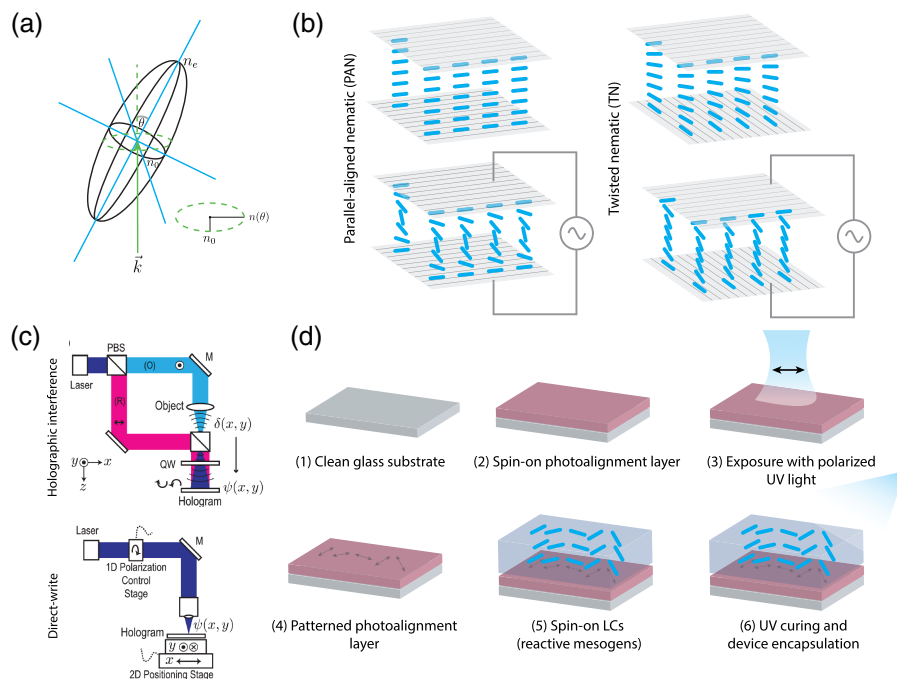 (a)
n_e
θ
n_0
n(θ)
n_0
k⃗
(b)
Parallel-aligned nematic (PAN)
Twisted nematic (TN)
(c)
Holographic interference
PBS
M
Laser
(O)
(R)
Object
δ(x, y)
y x
z
QW
ψ(x, y)
Hologram
Direct-write
Laser
M
1D Polarization
Control
Stage
ψ(x, y)
Hologram
y
x
2D Positioning Stage
(d)
(1) Clean glass substrate
(2) Spin-on photoalignment layer
(3) Exposure with polarized
UV light
(4) Patterned photoalignment
layer
(5) Spin-on LCs
(reactive mesogens)
(6) UV curing and
device encapsulation